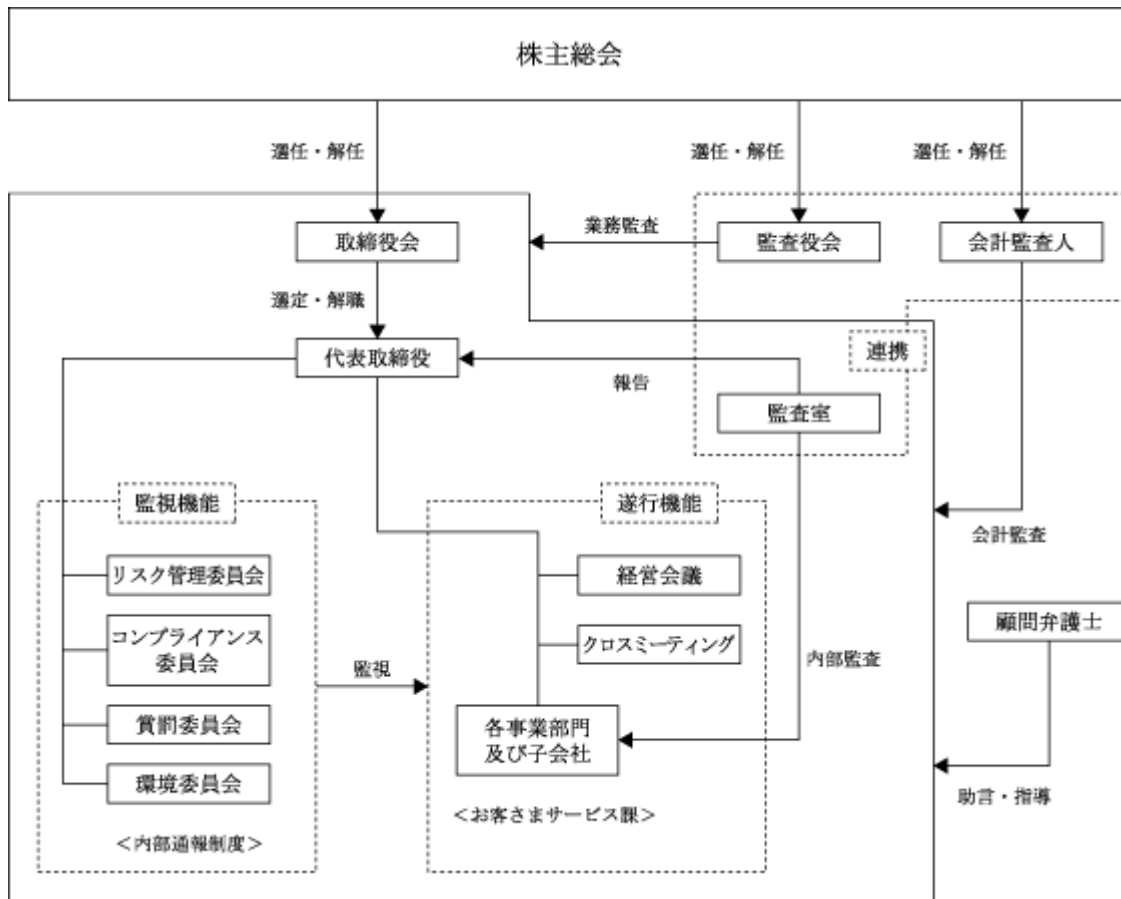 株主総会
選任・解任
選任・解任
選任・解任
取締役会
業務監査
監査役会
会計監査人
選定・解職
代表取締役
連携
報告
監査室
監視機能
遂行機能
会計監査
リスク管理委員会
経営会議
コンプライアンス
委員会
顧問弁護士
クロスミーティング
内部監査
監視
賞罰委員会
各事業部門
及び子会社
環境委員会
助言・指導
<お客さまサービス課>
<内部通報制度>